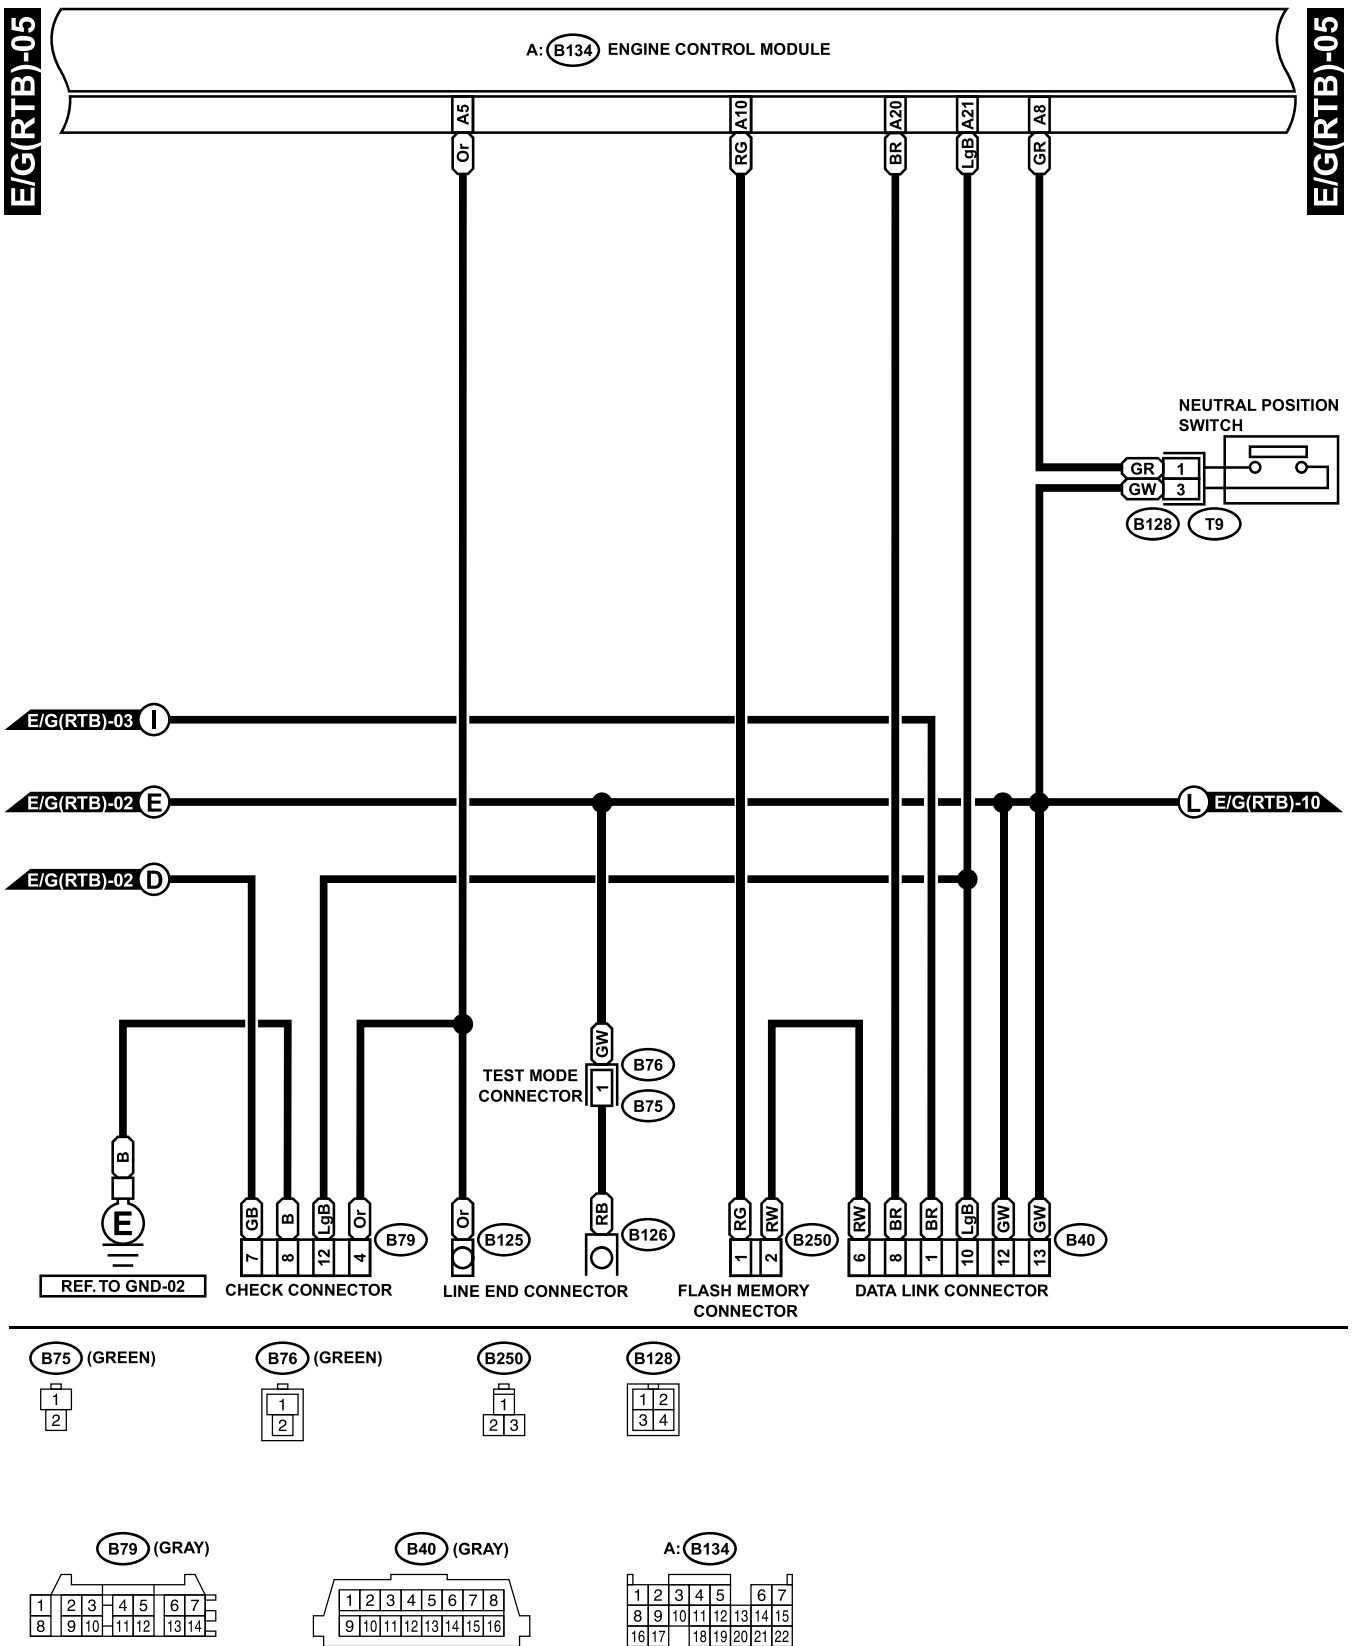 E/G(RTB)-05
E/G(RTB)-05
A: B134 ENGINE CONTROL MODULE
A5 A10 A20 A21 A8
Or RG BR LgB GR
NEUTRAL POSITION
SWITCH
GR 1
GW 3
B128 T9
E/G(RTB)-03 I
E/G(RTB)-02 E
L E/G(RTB)-10
E/G(RTB)-02 D
GW
B76
TEST MODE
CONNECTOR
1
B75
B
E
REF. TO GND-02
GB B LgB Or
7 8 12 4
B79
CHECK CONNECTOR
Or
B125
RB
B126
LINE END CONNECTOR
RG RW
1 2
B250
FLASH MEMORY
CONNECTOR
RW BR BR LgB GW GW
6 8 1 10 12 13
B40
DATA LINK CONNECTOR
B75 (GREEN)
1
2
B76 (GREEN)
1
2
B250
1
2 3
B128
1 2
3 4
B79 (GRAY)
1 2 3 4 5 6 7
8 9 10 11 12 13 14
B40 (GRAY)
1 2 3 4 5 6 7 8
9 10 11 12 13 14 15 16
A: B134
1 2 3 4 5 6 7
8 9 10 11 12 13 14 15
16 17 18 19 20 21 22